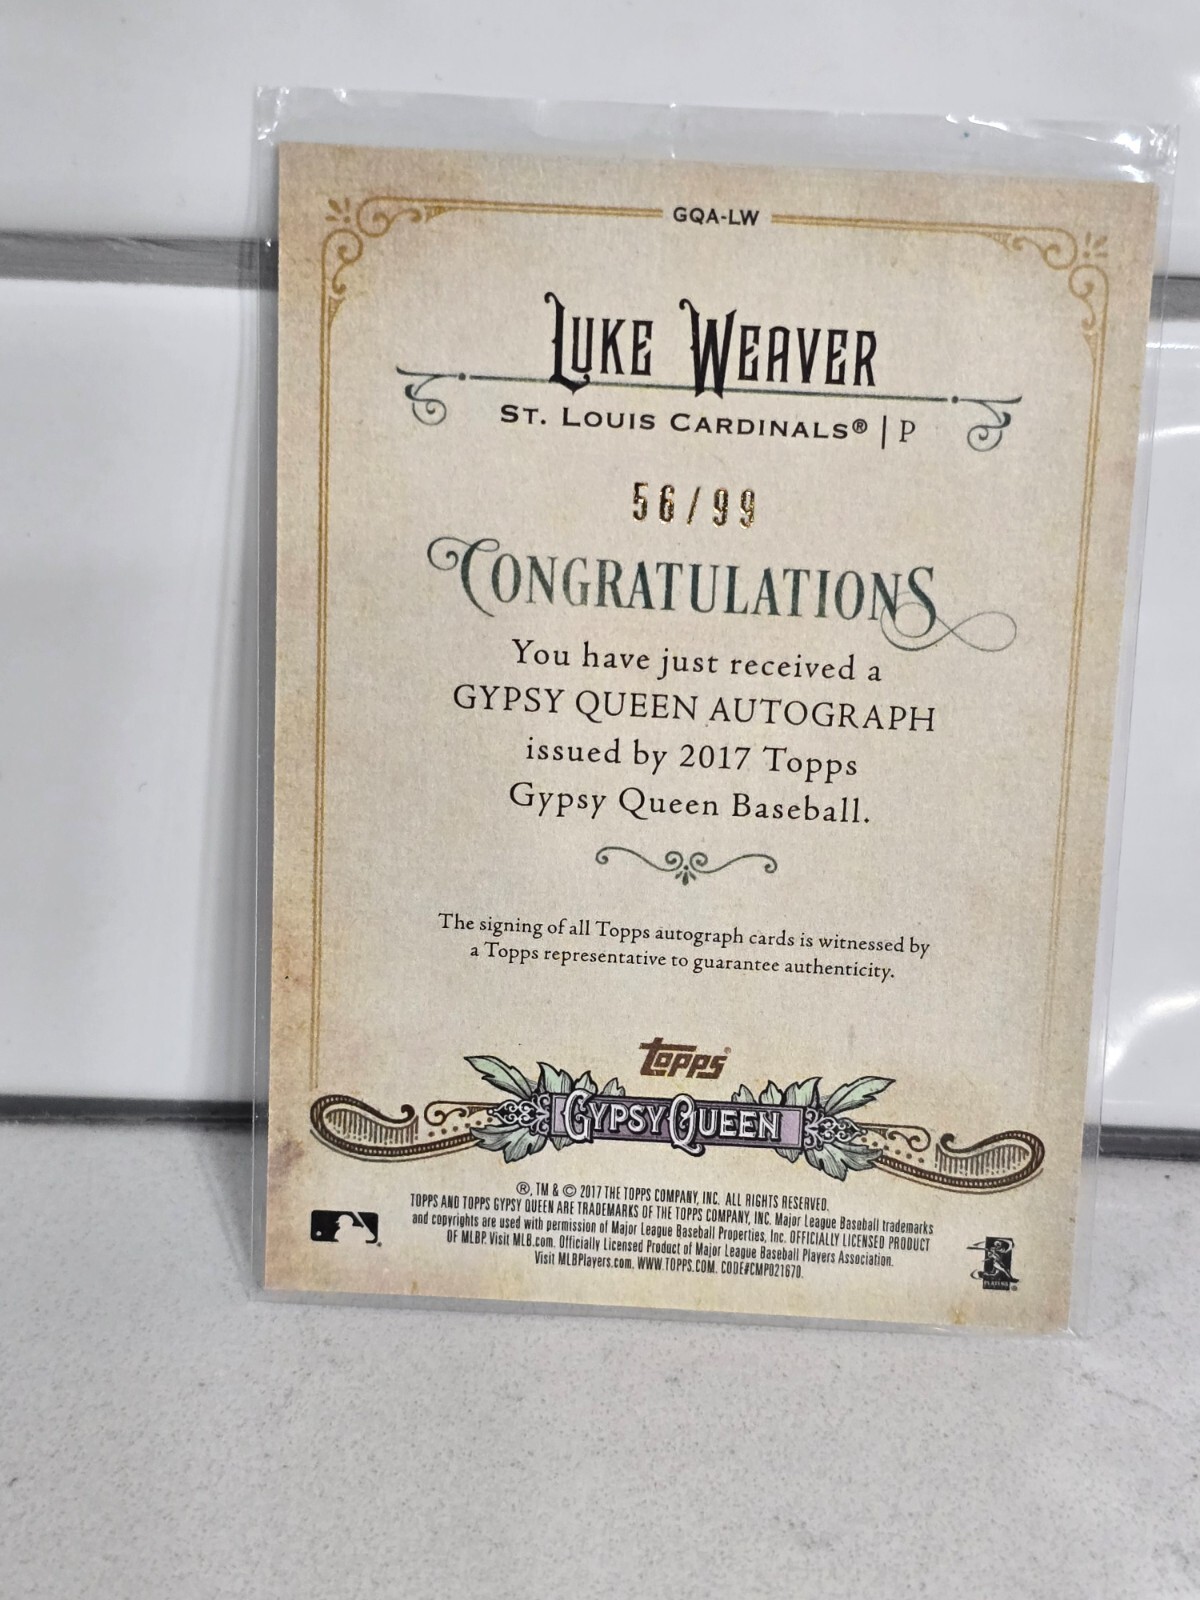 GQA-LW
LUKE WEAVER
ST. LOUIS CARDINALS® | P
56/99
CONGRATULATIONS
You have just received a
GYPSY QUEEN AUTOGRAPH
issued by 2017 Topps
Gypsy Queen Baseball.
The signing of all Topps autograph cards is witnessed by
a Topps representative to guarantee authenticity.
Topps®
GYPSY QUEEN
®, TM & © 2017 THE TOPPS COMPANY, INC. ALL RIGHTS RESERVED.
TOPPS AND TOPPS GYPSY QUEEN ARE TRADEMARKS OF THE TOPPS COMPANY, INC. Major League Baseball trademarks
and copyrights are used with permission of Major League Baseball Properties, Inc. OFFICIALLY LICENSED PRODUCT
OF MLBP. Visit MLB.com. Officially Licensed Product of Major League Baseball Players Association.
Visit MLBPlayers.com. WWW.TOPPS.COM. CODE#CMP021670.
PLAYERS